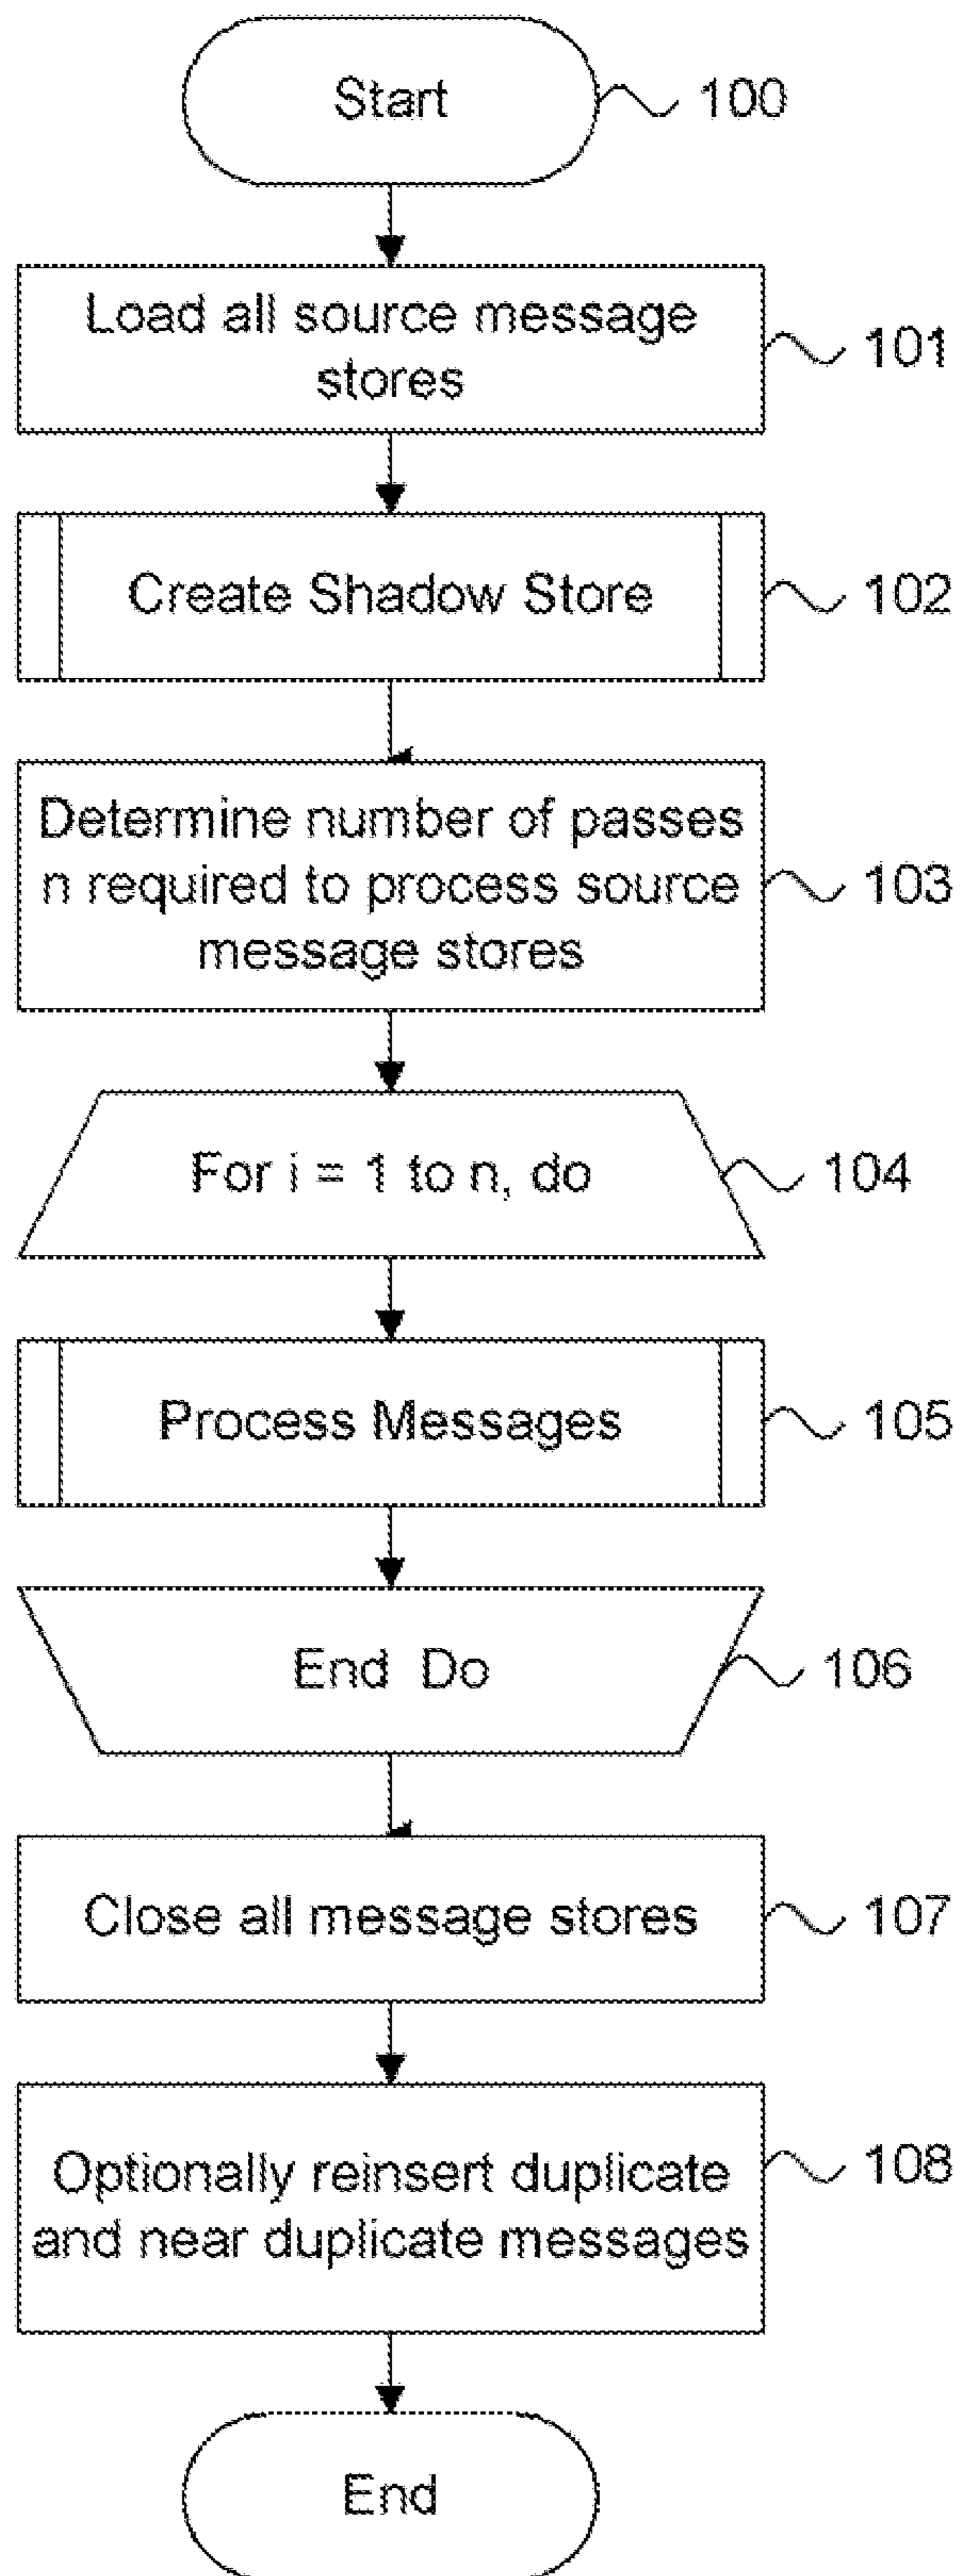 Start
100
Load all source message
stores
101
Create Shadow Store
102
Determine number of passes
n required to process source
message stores
103
For i = 1 to n, do
104
Process Messages
105
End Do
106
Close all message stores
107
Optionally reinsert duplicate
and near duplicate messages
108
End